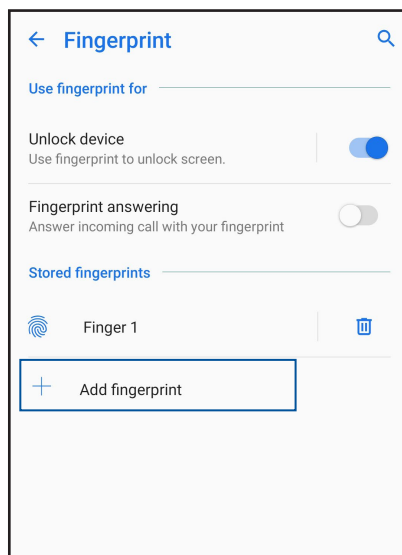 Fingerprint
Use fingerprint for
Unlock device
Use fingerprint to unlock screen.
Fingerprint answering
Answer incoming call with your fingerprint
Stored fingerprints
Finger 1
Add fingerprint